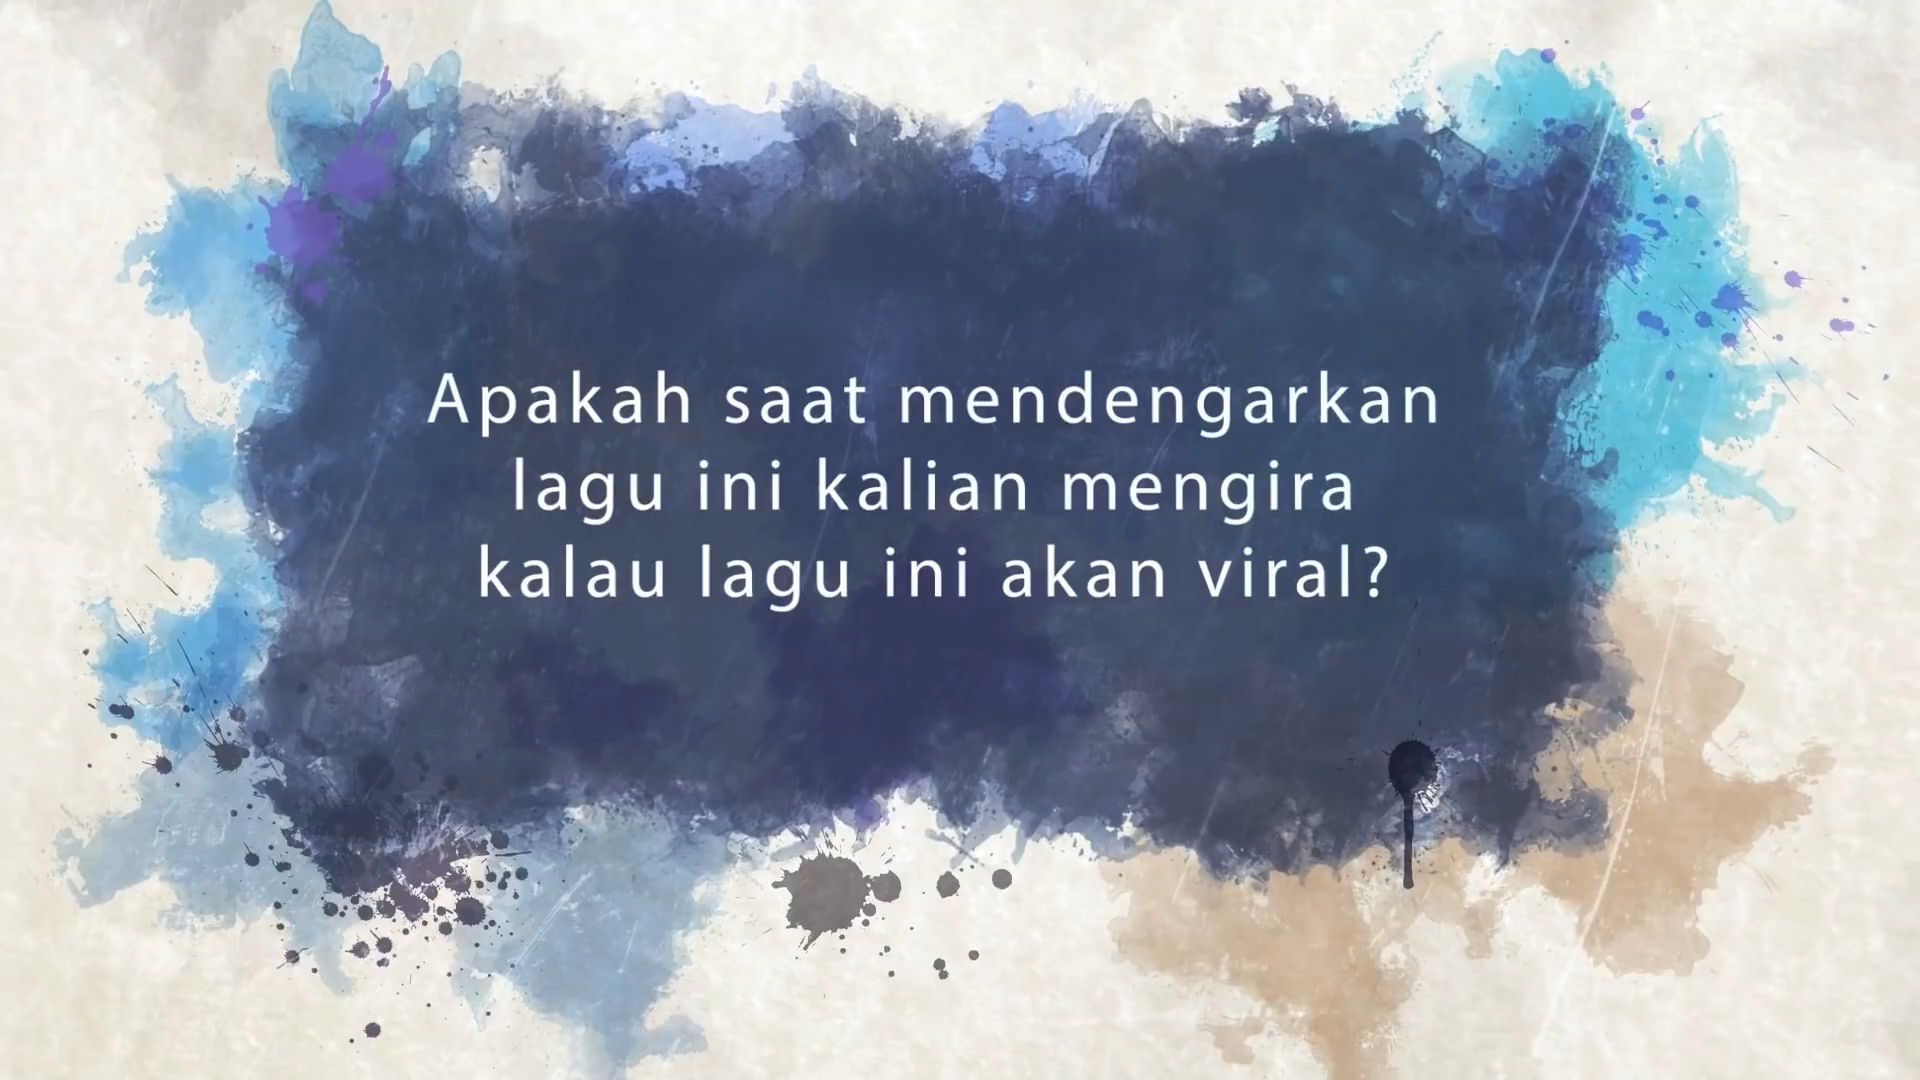 Apakah saat mendengarkan
lagu ini kalian mengira
kalau lagu ini akan viral?